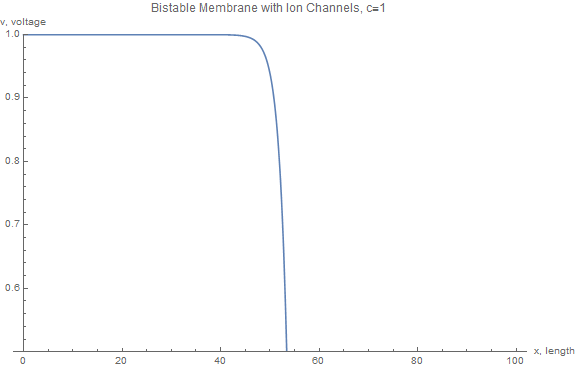 Bistable Membrane with Ion Channels, c=1
v, voltage
1.0
0.9
0.8
0.7
0.6
0 20 40 60 80 100 x, length